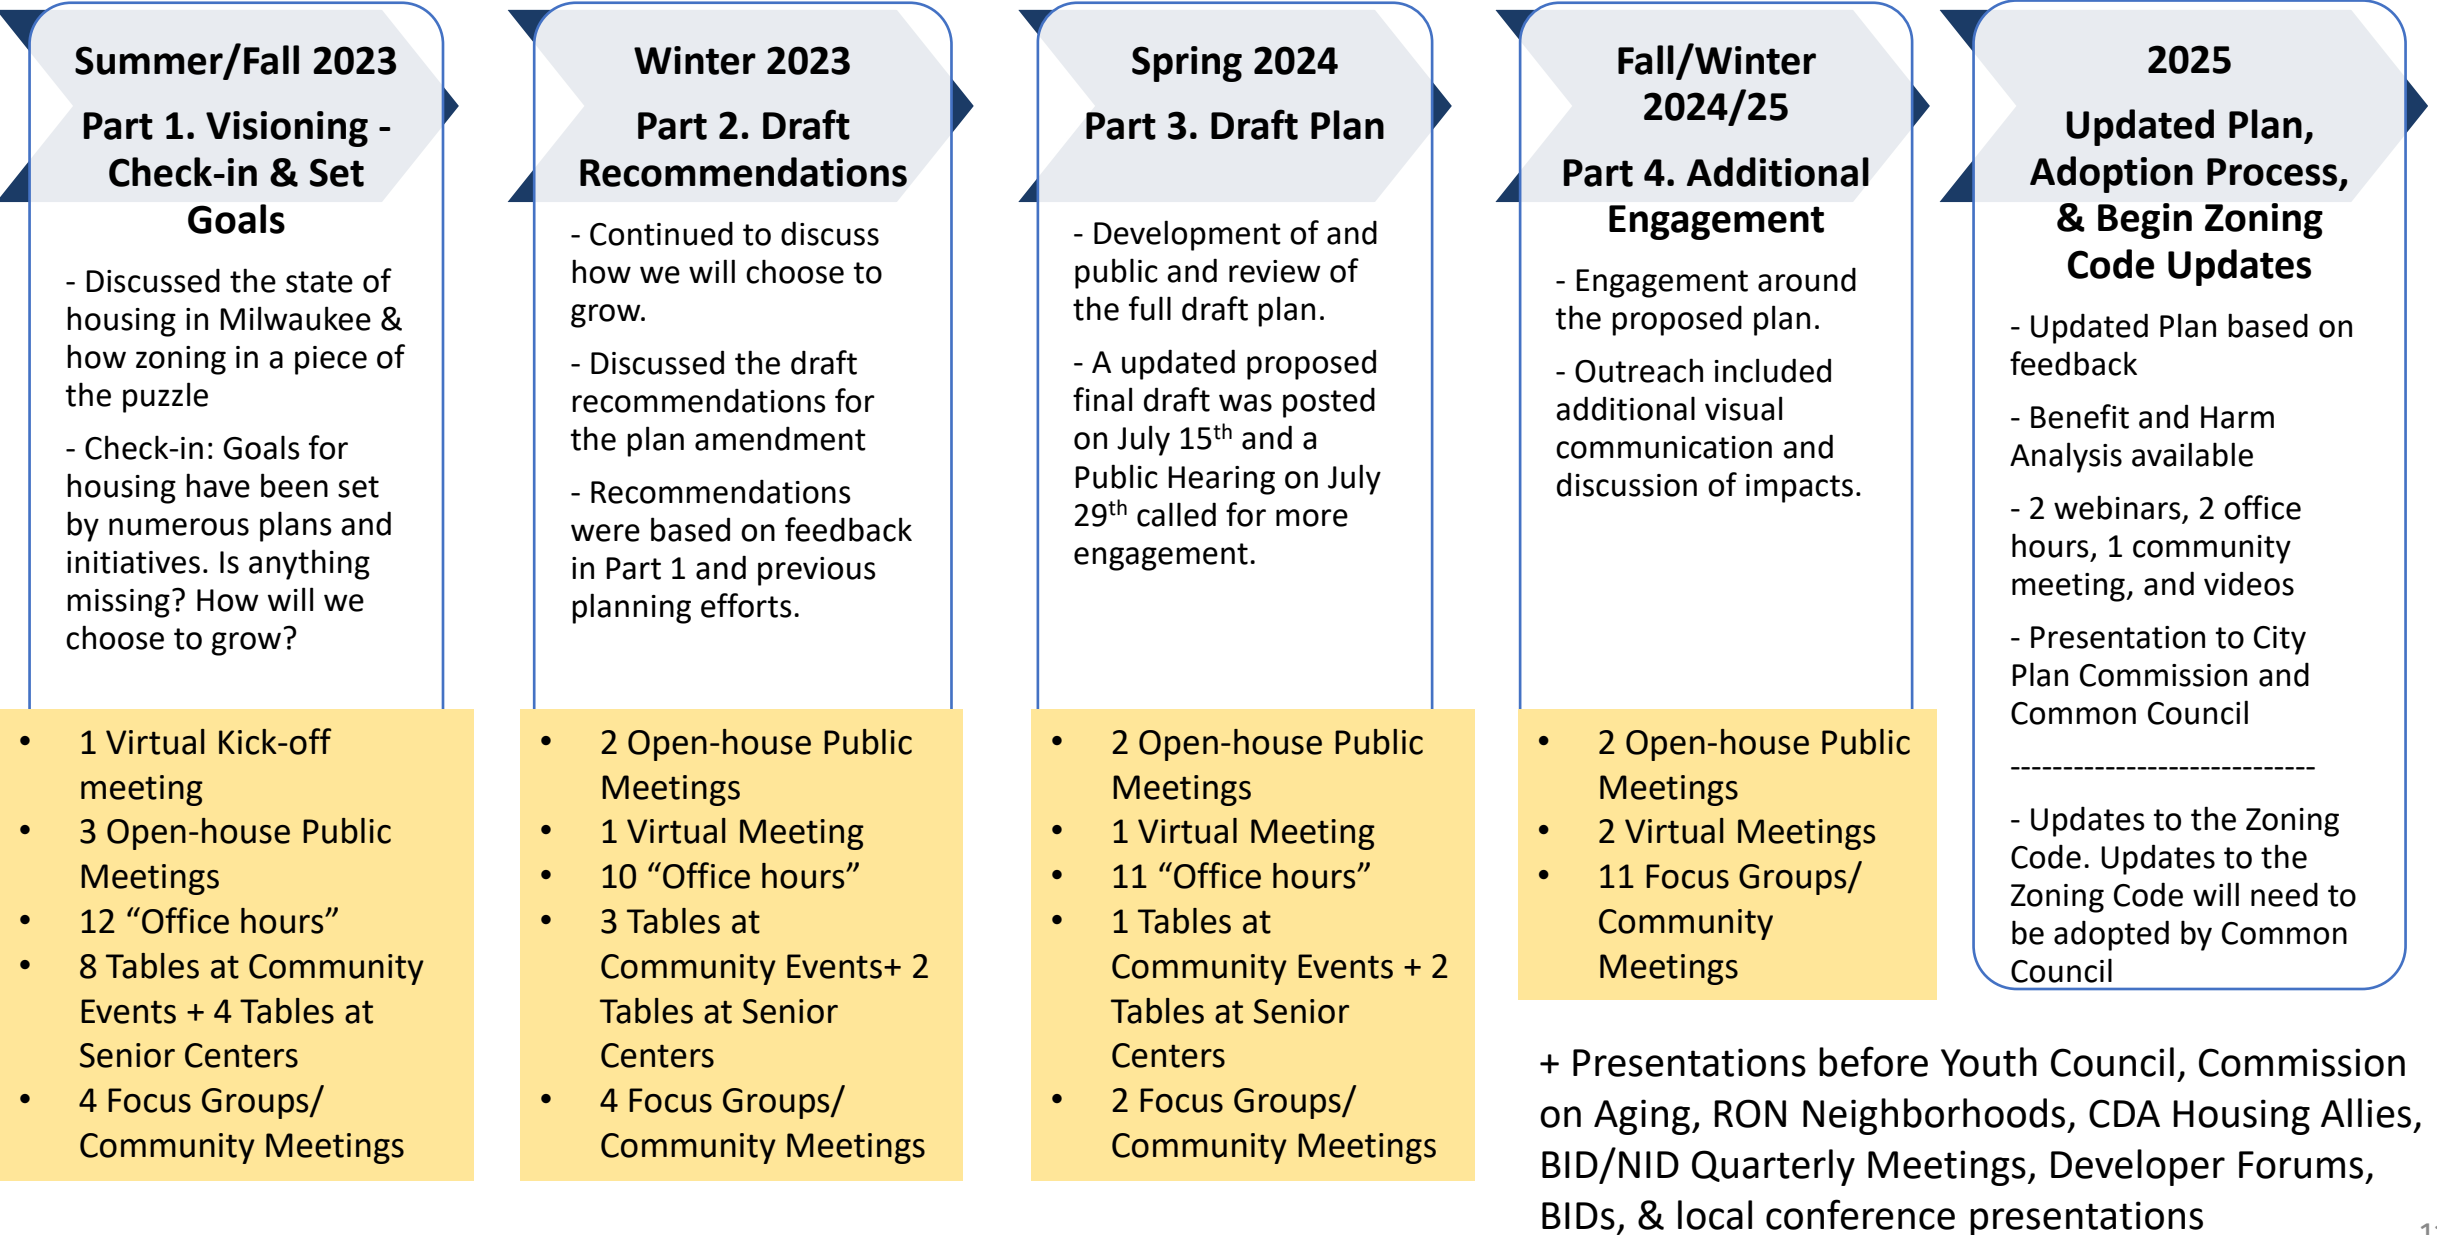 Summer/Fall 2023
Part 1. Visioning -
Check-in & Set
Goals
- Discussed the state of
housing in Milwaukee &
how zoning in a piece of
the puzzle
- Check-in: Goals for
housing have been set
by numerous plans and
initiatives. Is anything
missing? How will we
choose to grow?
• 1 Virtual Kick-off
meeting
• 3 Open-house Public
Meetings
• 12 “Office hours”
• 8 Tables at Community
Events + 4 Tables at
Senior Centers
• 4 Focus Groups/
Community Meetings
Winter 2023
Part 2. Draft
Recommendations
- Continued to discuss
how we will choose to
grow.
- Discussed the draft
recommendations for
the plan amendment
- Recommendations
were based on feedback
in Part 1 and previous
planning efforts.
• 2 Open-house Public
Meetings
• 1 Virtual Meeting
• 10 “Office hours”
• 3 Tables at
Community Events+ 2
Tables at Senior
Centers
• 4 Focus Groups/
Community Meetings
Spring 2024
Part 3. Draft Plan
- Development of and
public and review of
the full draft plan.
- A updated proposed
final draft was posted
on July 15th and a
Public Hearing on July
29th called for more
engagement.
• 2 Open-house Public
Meetings
• 1 Virtual Meeting
• 11 “Office hours”
• 1 Tables at
Community Events + 2
Tables at Senior
Centers
• 2 Focus Groups/
Community Meetings
Fall/Winter
2024/25
Part 4. Additional
Engagement
- Engagement around
the proposed plan.
- Outreach included
additional visual
communication and
discussion of impacts.
• 2 Open-house Public
Meetings
• 2 Virtual Meetings
• 11 Focus Groups/
Community
Meetings
2025
Updated Plan,
Adoption Process,
& Begin Zoning
Code Updates
- Updated Plan based on
feedback
- Benefit and Harm
Analysis available
- 2 webinars, 2 office
hours, 1 community
meeting, and videos
- Presentation to City
Plan Commission and
Common Council
-----------------------------
- Updates to the Zoning
Code. Updates to the
Zoning Code will need to
be adopted by Common
Council
+ Presentations before Youth Council, Commission
on Aging, RON Neighborhoods, CDA Housing Allies,
BID/NID Quarterly Meetings, Developer Forums,
BIDs, & local conference presentations